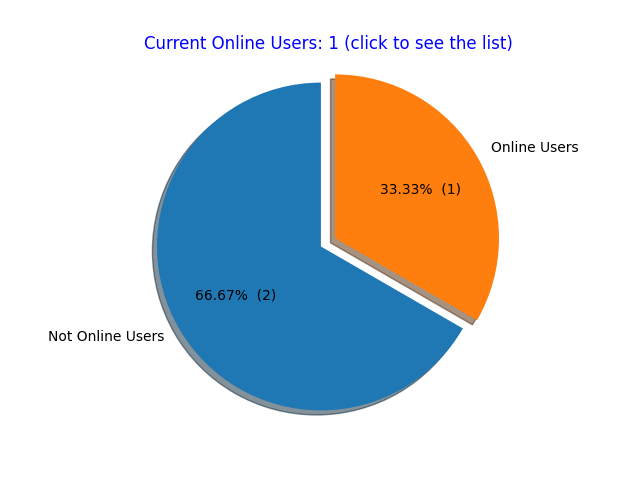 Current Online Users: 1 (click to see the list)
Online Users
33.33%  (1)
66.67%  (2)
Not Online Users